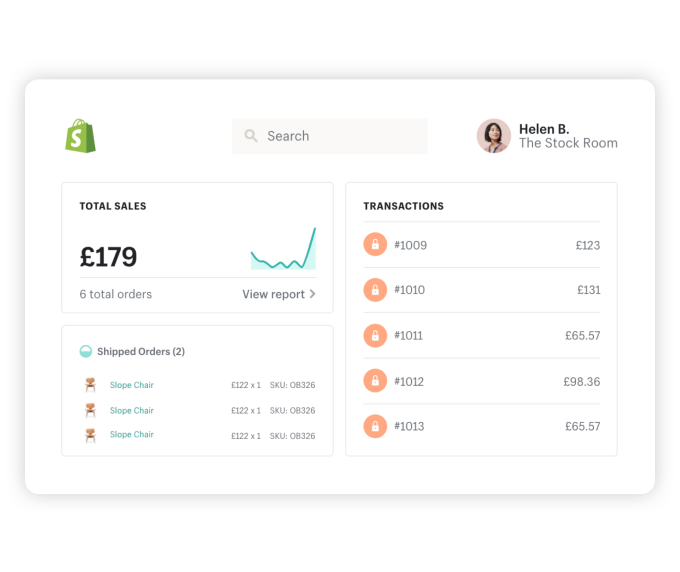 S
Search
Helen B.
The Stock Room
TOTAL SALES
£179
6 total orders
View report
Shipped Orders (2)
Slope Chair £122 x 1 SKU: OB326
Slope Chair £122 x 1 SKU: OB326
Slope Chair £122 x 1 SKU: OB326
TRANSACTIONS
#1009 £123
#1010 £131
#1011 £65.57
#1012 £98.36
#1013 £65.57